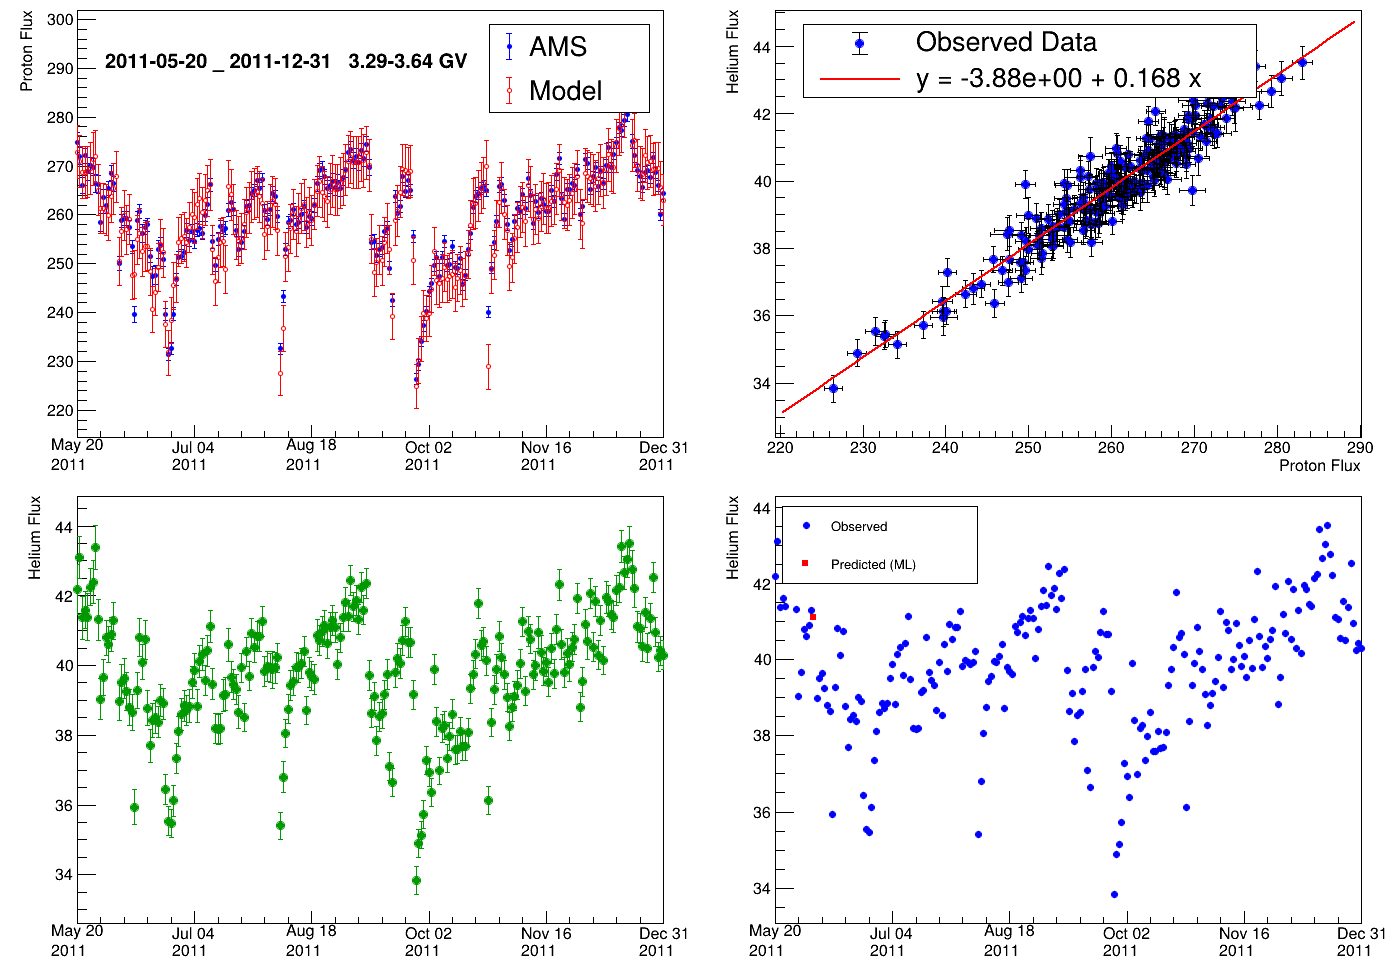 Proton Flux
300
290
280
270
260
250
240
230
220
2011-05-20 _ 2011-12-31 3.29-3.64 GV
AMS
Model
May 20
2011
Jul 04
2011
Aug 18
2011
Oct 02
2011
Nov 16
2011
Dec 31
2011
Helium Flux
44
42
40
38
36
34
Observed Data
y = -3.88e+00 + 0.168 x
220 230 240 250 260 270 280 290
Proton Flux
Helium Flux
44
42
40
38
36
34
May 20
2011
Jul 04
2011
Aug 18
2011
Oct 02
2011
Nov 16
2011
Dec 31
2011
Helium Flux
44
42
40
38
36
34
Observed
Predicted (ML)
May 20
2011
Jul 04
2011
Aug 18
2011
Oct 02
2011
Nov 16
2011
Dec 31
2011